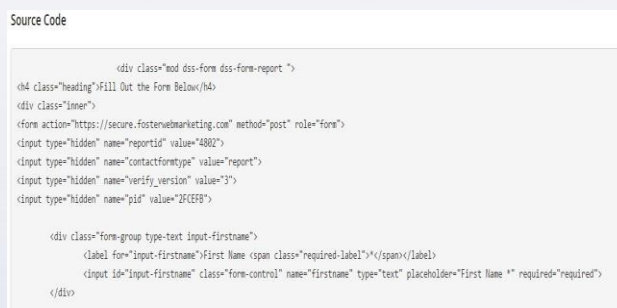 Source Code
<div class="mod dss-form dss-form-report ">
<h4 class="heading">Fill Out the Form Below</h4>
<div class="inner">
<form action="https://secure.fosterwebmarketing.com" method="post" role="form">
<input type="hidden" name="reportid" value="4802">
<input type="hidden" name="contactformtype" value="report">
<input type="hidden" name="verify_version" value="3">
<input type="hidden" name="pid" value="2FCEFB">
<div class="form-group type-text input-firstname">
<label for="input-firstname">First Name <span class="required-label">*</span></label>
<input id="input-firstname" class="form-control" name="firstname" type="text" placeholder="First Name *" required="required">
</div>